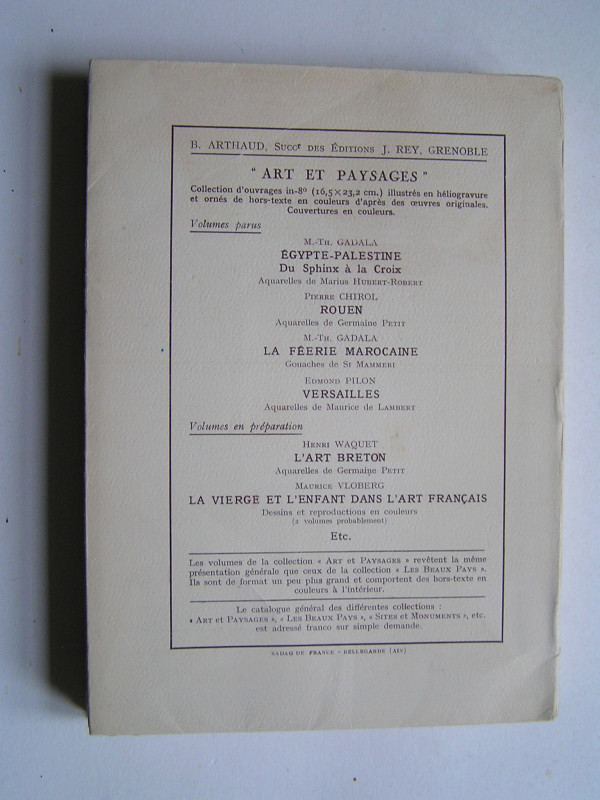 B. ARTHAUD, Succr des Éditions J. REY, GRENOBLE
" ART ET PAYSAGES "
Collection d'ouvrages in-8º (16,5×23,2 cm.) illustrés en héliogravure
et ornés de hors-texte en couleurs d'après des œuvres originales.
Couvertures en couleurs.
Volumes parus
M.-Th. GADALA
ÉGYPTE-PALESTINE
Du Sphinx à la Croix
Aquarelles de Marius Hubert-Robert
Pierre CHIROL
ROUEN
Aquarelles de Germaine Petit
M.-Th. GADALA
LA FÉERIE MAROCAINE
Gouaches de Si Mammeri
Edmond PILON
VERSAILLES
Aquarelles de Maurice de Lambert
Volumes en préparation
Henri WAQUET
L'ART BRETON
Aquarelles de Germaine Petit
Maurice VLOBERG
LA VIERGE ET L'ENFANT DANS L'ART FRANÇAIS
Dessins et reproductions en couleurs
(2 volumes probablement)
Etc.
Les volumes de la collection « Art et Paysages » revêtent la même
présentation générale que ceux de la collection « Les Beaux Pays ».
Ils sont de format un peu plus grand et comportent des hors-texte en
couleurs à l'intérieur.
Le catalogue général des différentes collections :
« Art et Paysages », « Les Beaux Pays », « Sites et Monuments », etc.
est adressé franco sur simple demande.
SADAG DE FRANCE - BELLEGARDE (AIN)